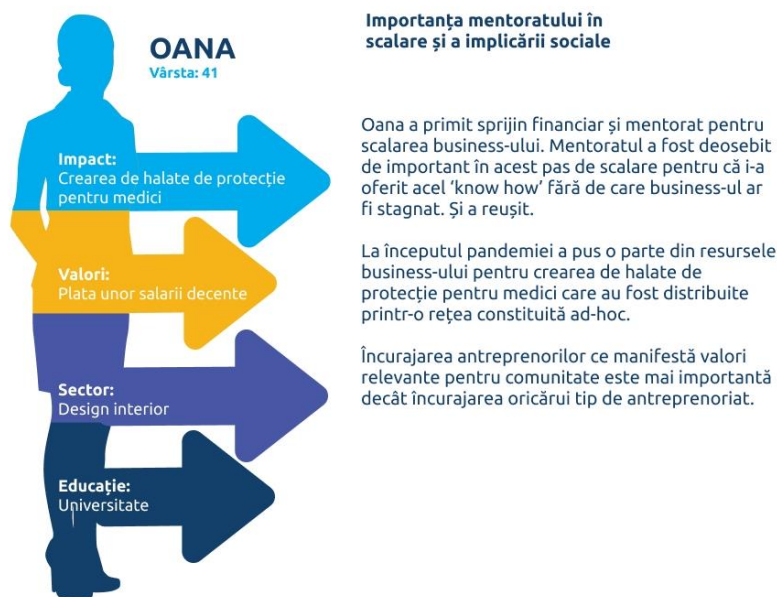 OANA
Vârsta: 41
Impact:
Crearea de halate de protecție
pentru medici
Valori:
Plata unor salarii decente
Sector:
Design interior
Educație:
Universitate
Importanța mentoratului în
scalare și a implicării sociale
Oana a primit sprijin financiar și mentorat pentru
scalarea business-ului. Mentoratul a fost deosebit
de important în acest pas de scalare pentru că i-a
oferit acel ‘know how’ fără de care business-ul ar
fi stagnat. Și a reușit.
La începutul pandemiei a pus o parte din resursele
business-ului pentru crearea de halate de
protecție pentru medici care au fost distribuite
printr-o rețea constituită ad-hoc.
Încurajarea antreprenorilor ce manifestă valori
relevante pentru comunitate este mai importantă
decât încurajarea oricărui tip de antreprenoriat.